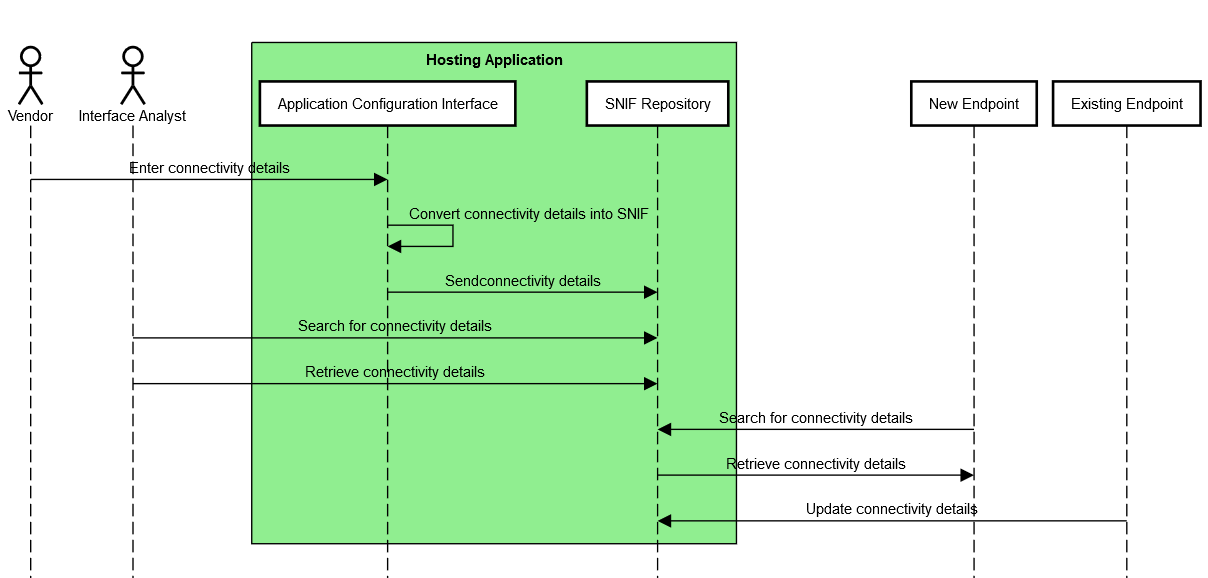 Hosting Application
Vendor
Interface Analyst
Application Configuration Interface
SNIF Repository
New Endpoint
Existing Endpoint
Enter connectivity details
Convert connectivity details into SNIF
Sendconnectivity details
Search for connectivity details
Retrieve connectivity details
Search for connectivity details
Retrieve connectivity details
Update connectivity details